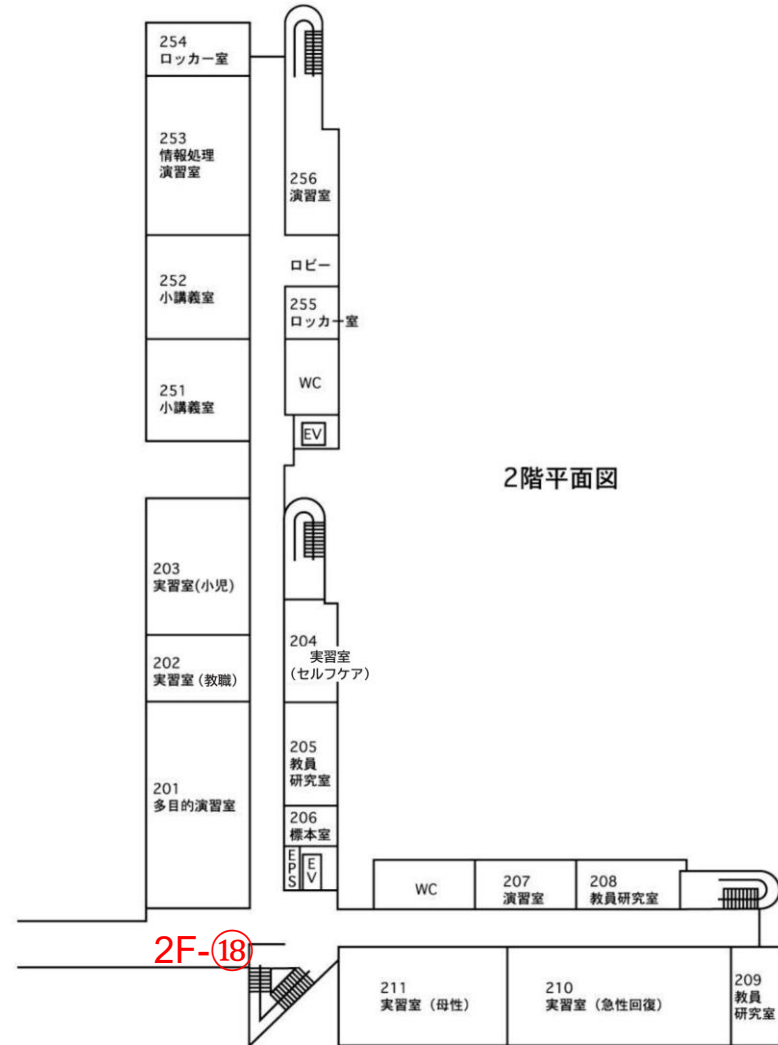 254
ロッカー室
253
情報処理
演習室
256
演習室
ロビー
252
小講義室
255
ロッカー室
251
小講義室
WC
EV
2階平面図
203
実習室(小児)
204
実習室
(セルフケア)
202
実習室(教職)
205
教員
研究室
201
多目的演習室
206
標本室
EPS
EV
WC
207
演習室
208
教員研究室
2F-⑱
211
実習室(母性)
210
実習室(急性回復)
209
教員
研究室